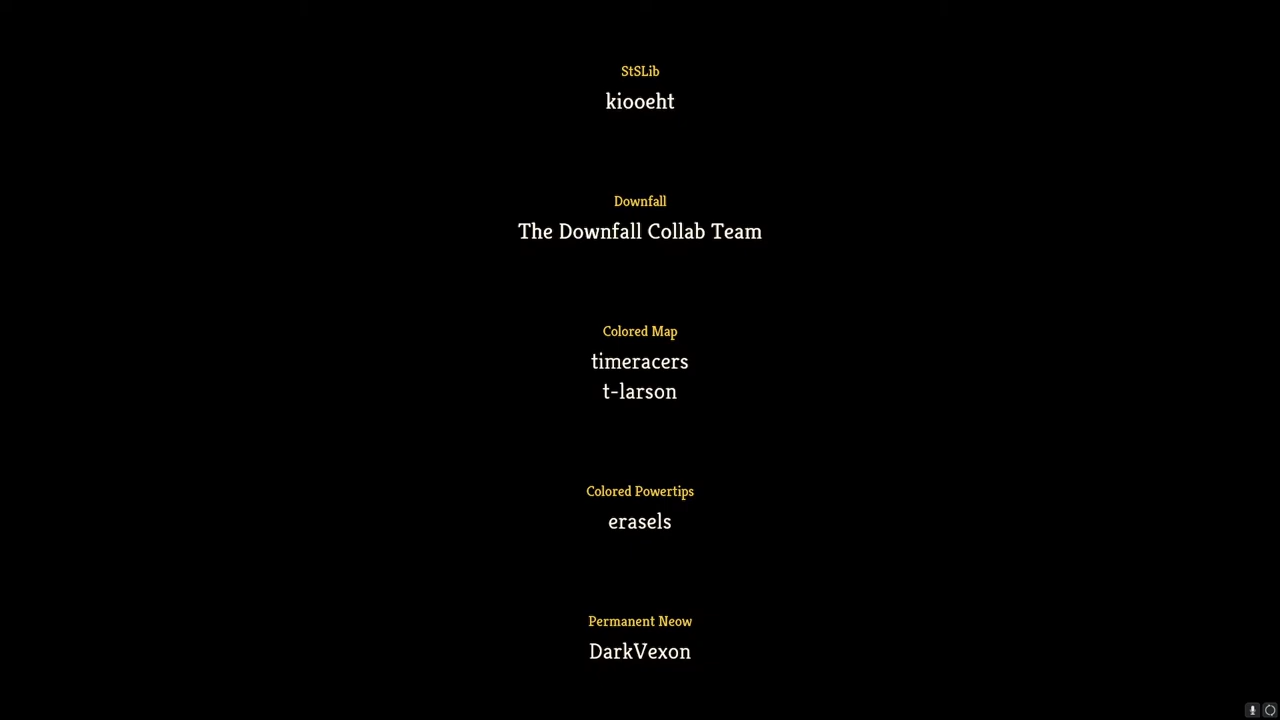 StSLib
kiooeht
Downfall
The Downfall Collab Team
Colored Map
timeracers
t-larson
Colored Powertips
erasels
Permanent Neow
DarkVexon